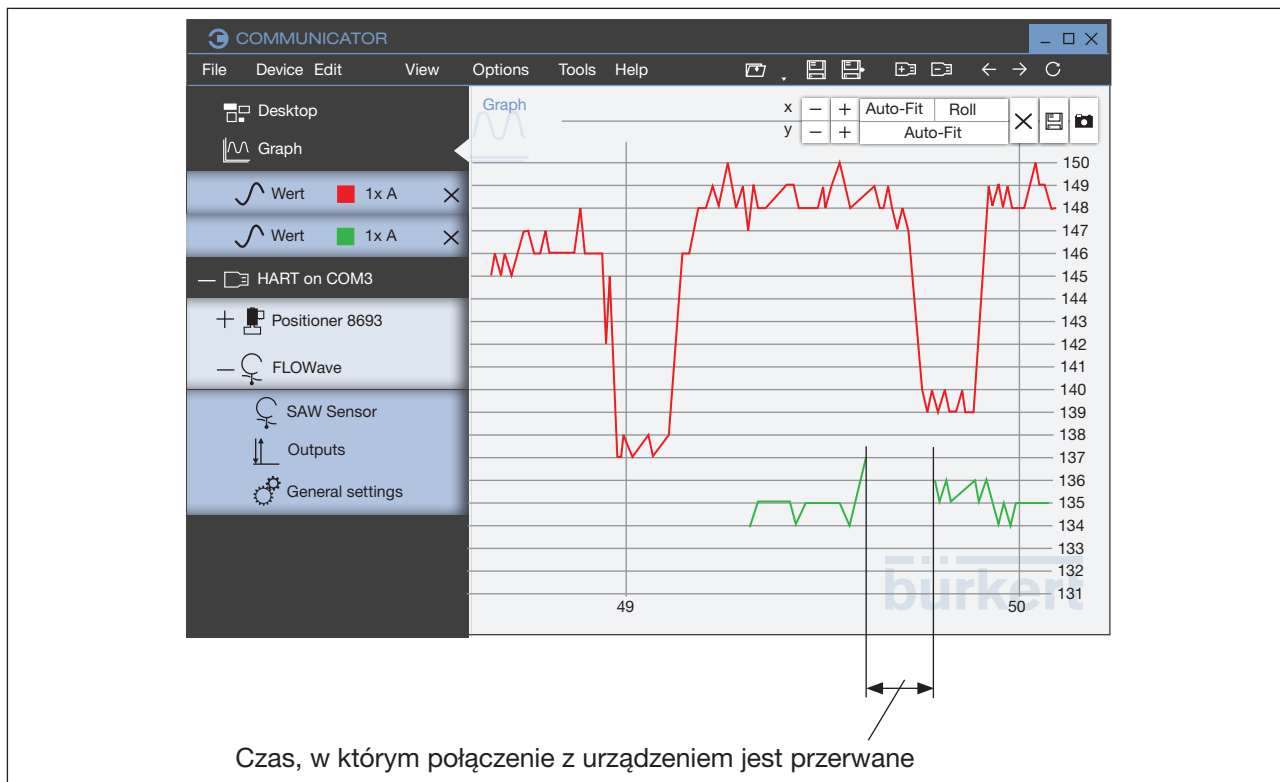 COMMUNICATOR
File Device Edit View Options Tools Help
Desktop
Graph
Wert 1x A
Wert 1x A
HART on COM3
Positioner 8693
FLOWave
SAW Sensor
Outputs
General settings
Graph
x − + Auto-Fit Roll
y − + Auto-Fit
150
149
148
147
146
145
144
143
142
141
140
139
138
137
136
135
134
133
132
131
49 50
bürkert
Czas, w którym połączenie z urządzeniem jest przerwane